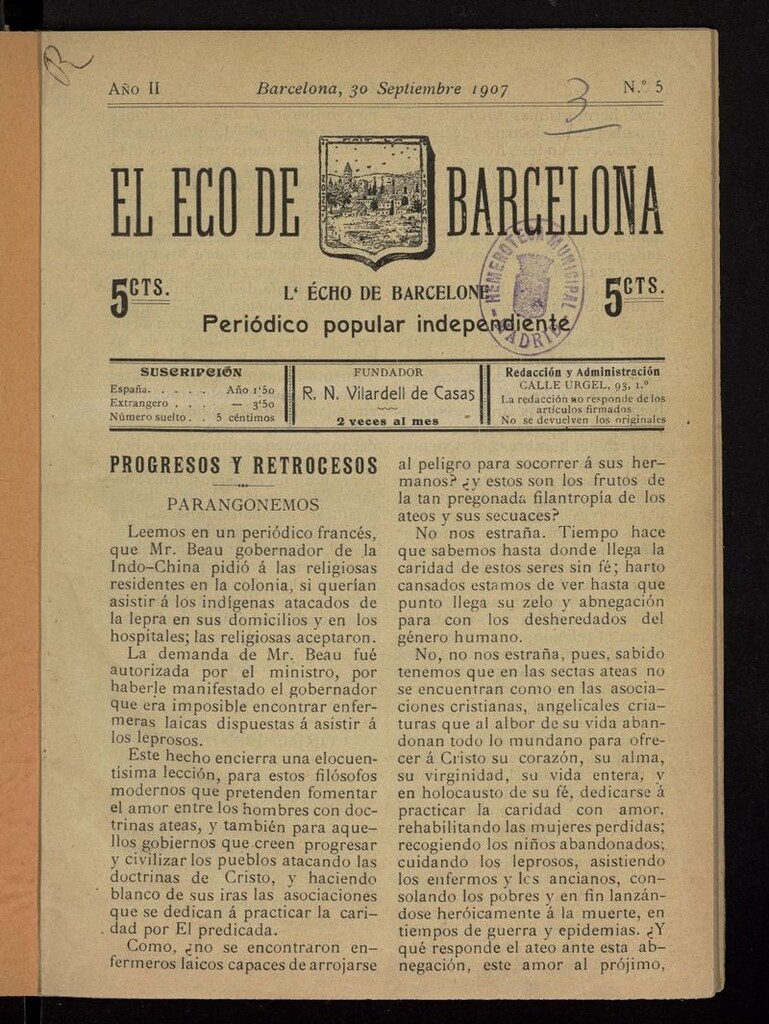 Año II
Barcelona, 30 Septiembre 1907
N.º 5
3
EL ECO DE BARCELONA
5 CTS.
L' ÉCHO DE BARCELONE
5 CTS.
Periódico popular independiente
HEMEROTECA MUNICIPAL
MADRID
SUSCRIPCIÓN
España. . . . . Año 1'50
Extrangero . . . — 3'50
Número suelto. . 5 céntimos
FUNDADOR
R. N. Vilardell de Casas
2 veces al mes
Redacción y Administración
CALLE URGEL, 93, 1.º
La redacción no responde de los
artículos firmados
No se devuelven los originales
PROGRESOS Y RETROCESOS
PARANGONEMOS
Leemos en un periódico francés,
que Mr. Beau gobernador de la
Indo-China pidió á las religiosas
residentes en la colonia, si querían
asistir á los indígenas atacados de
la lepra en sus domicilios y en los
hospitales; las religiosas aceptaron.
La demanda de Mr. Beau fué
autorizada por el ministro, por
haberle manifestado el gobernador
que era imposible encontrar enfer-
meras laicas dispuestas á asistir á
los leprosos.
Este hecho encierra una elocuen-
tísima lección, para estos filósofos
modernos que pretenden fomentar
el amor entre los hombres con doc-
trinas ateas, y también para aque-
llos gobiernos que creen progresar
y civilizar los pueblos atacando las
doctrinas de Cristo, y haciendo
blanco de sus iras las asociaciones
que se dedican á practicar la cari-
dad por El predicada.
Como, ¿no se encontraron en-
fermeros laicos capaces de arrojarse
al peligro para socorrer á sus her-
manos? ¿y estos son los frutos de
la tan pregonada filantropía de los
ateos y sus secuaces?
No nos estraña. Tiempo hace
que sabemos hasta donde llega la
caridad de estos seres sin fé; harto
cansados estamos de ver hasta que
punto llega su zelo y abnegación
para con los desheredados del
género humano.
No, no nos estraña, pues, sabido
tenemos que en las sectas ateas no
se encuentran como en las asocia-
ciones cristianas, angelicales cria-
turas que al albor de su vida aban-
donan todo lo mundano para ofre-
cer á Cristo su corazón, su alma,
su virginidad, su vida entera, y
en holocausto de su fé, dedicarse á
practicar la caridad con amor.
rehabilitando las mujeres perdidas;
recogiendo los niños abandonados;
cuidando los leprosos, asistiendo
los enfermos y los ancianos, con-
solando los pobres y en fin lanzán-
dose heróicamente á la muerte, en
tiempos de guerra y epidemias. ¿Y
qué responde el ateo ante esta ab-
negación, este amor al prójimo,